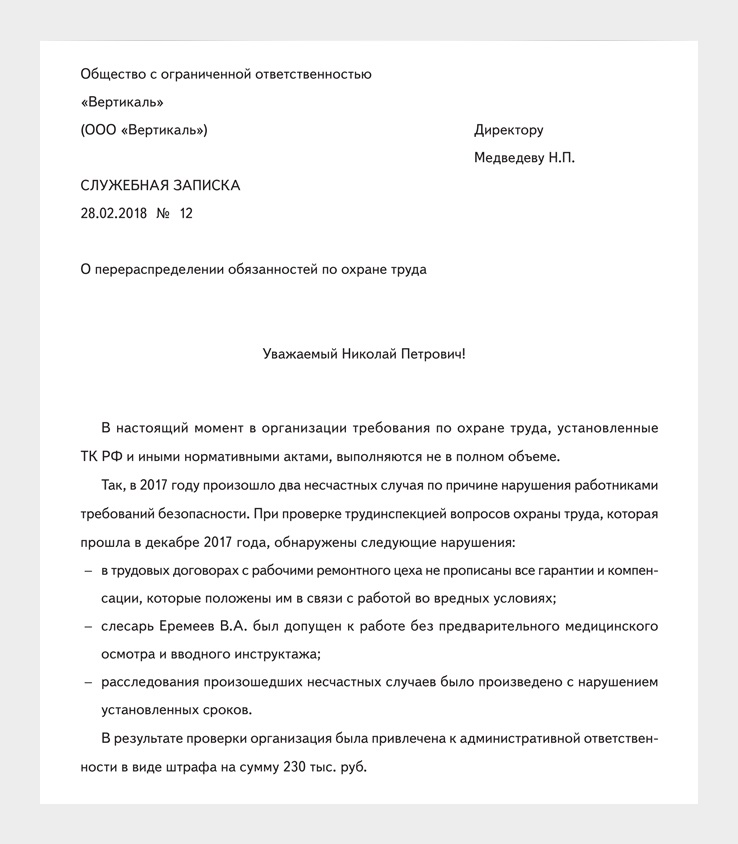 Общество с ограниченной ответственностью
«Вертикаль»
(ООО «Вертикаль»)
Директору
Медведеву Н.П.
СЛУЖЕБНАЯ ЗАПИСКА
28.02.2018 № 12
О перераспределении обязанностей по охране труда
Уважаемый Николай Петрович!
В настоящий момент в организации требования по охране труда, установленные
ТК РФ и иными нормативными актами, выполняются не в полном объеме.
Так, в 2017 году произошло два несчастных случая по причине нарушения работниками
требований безопасности. При проверке трудинспекцией вопросов охраны труда, которая
прошла в декабре 2017 года, обнаружены следующие нарушения:
– в трудовых договорах с рабочими ремонтного цеха не прописаны все гарантии и компен-
сации, которые положены им в связи с работой во вредных условиях;
– слесарь Еремеев В.А. был допущен к работе без предварительного медицинского
осмотра и вводного инструктажа;
– расследования произошедших несчастных случаев было произведено с нарушением
установленных сроков.
В результате проверки организация была привлечена к административной ответствен-
ности в виде штрафа на сумму 230 тыс. руб.